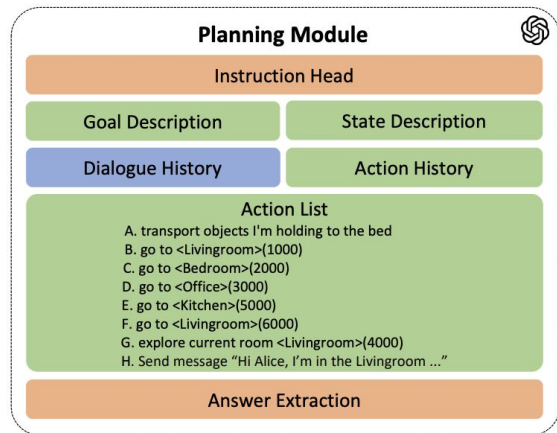 Planning Module
Instruction Head
Goal Description
State Description
Dialogue History
Action History
Action List
A. transport objects I'm holding to the bed
B. go to <Livingroom>(1000)
C. go to <Bedroom>(2000)
D. go to <Office>(3000)
E. go to <Kitchen>(5000)
F. go to <Livingroom>(6000)
G. explore current room <Livingroom>(4000)
H. Send message “Hi Alice, I’m in the Livingroom ...”
Answer Extraction